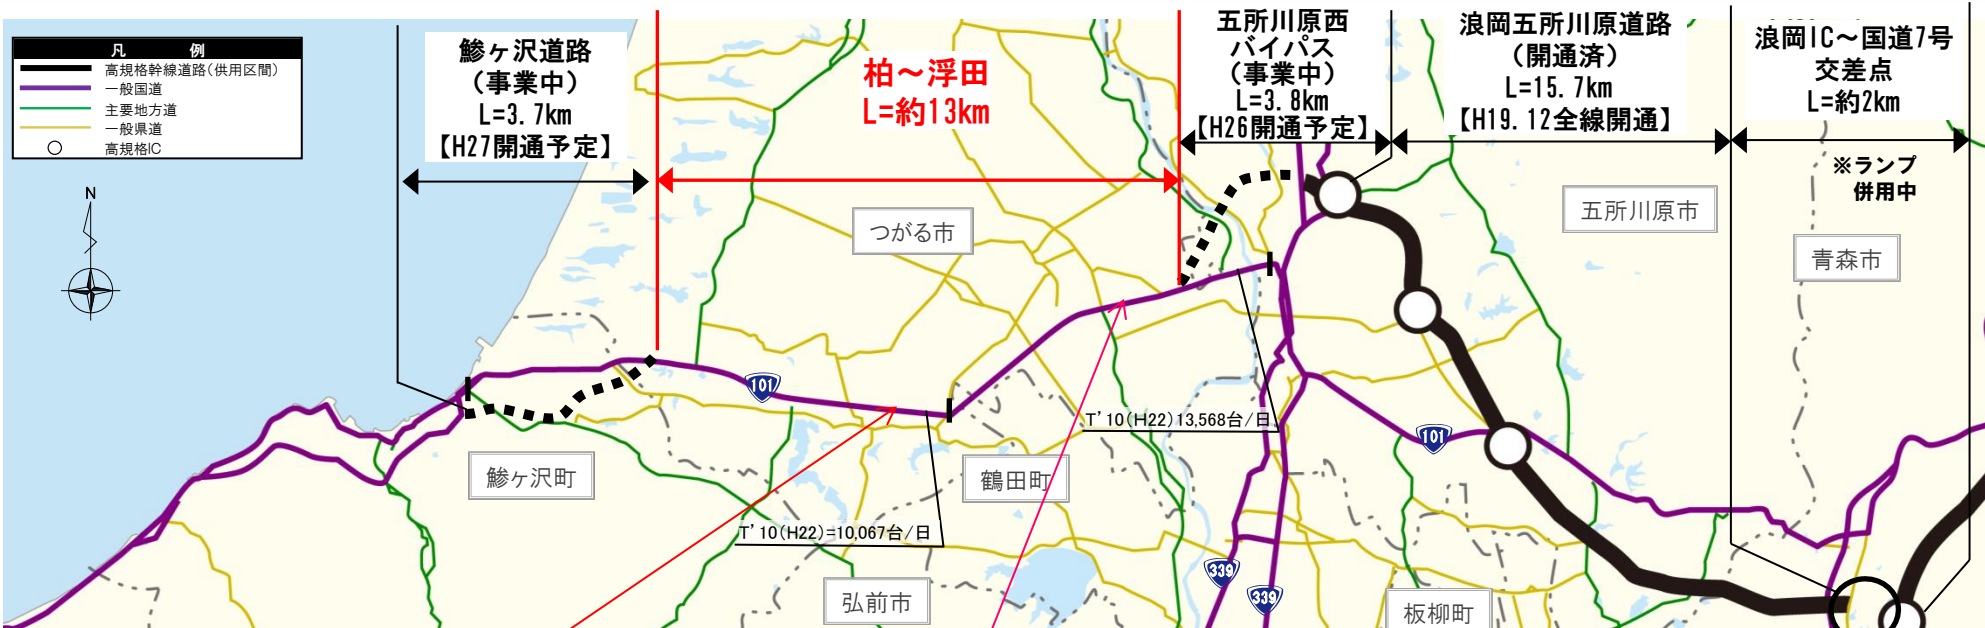 凡 例
高規格幹線道路(供用区間)
一般国道
主要地方道
一般県道
高規格IC
N
鰺ヶ沢道路
(事業中)
L=3.7km
【H27開通予定】
柏～浮田
L=約13km
五所川原西
バイパス
(事業中)
L=3.8km
【H26開通予定】
浪岡五所川原道路
(開通済)
L=15.7km
【H19.12全線開通】
浪岡IC～国道7号
交差点
L=約2km
※ランプ
併用中
つがる市
五所川原市
青森市
101
T'10(H22)13,568台/日
101
鰺ヶ沢町
鶴田町
T'10(H22)=10,067台/日
339
339
弘前市
板柳町